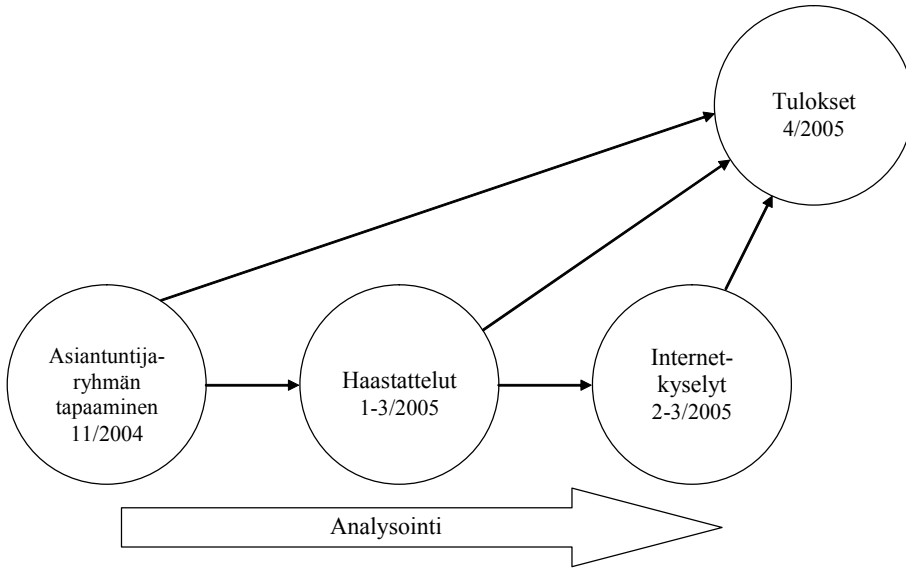 Tulokset
4/2005
Asiantuntija-
ryhmän
tapaaminen
11/2004
Haastattelut
1-3/2005
Internet-
kyselyt
2-3/2005
Analysointi